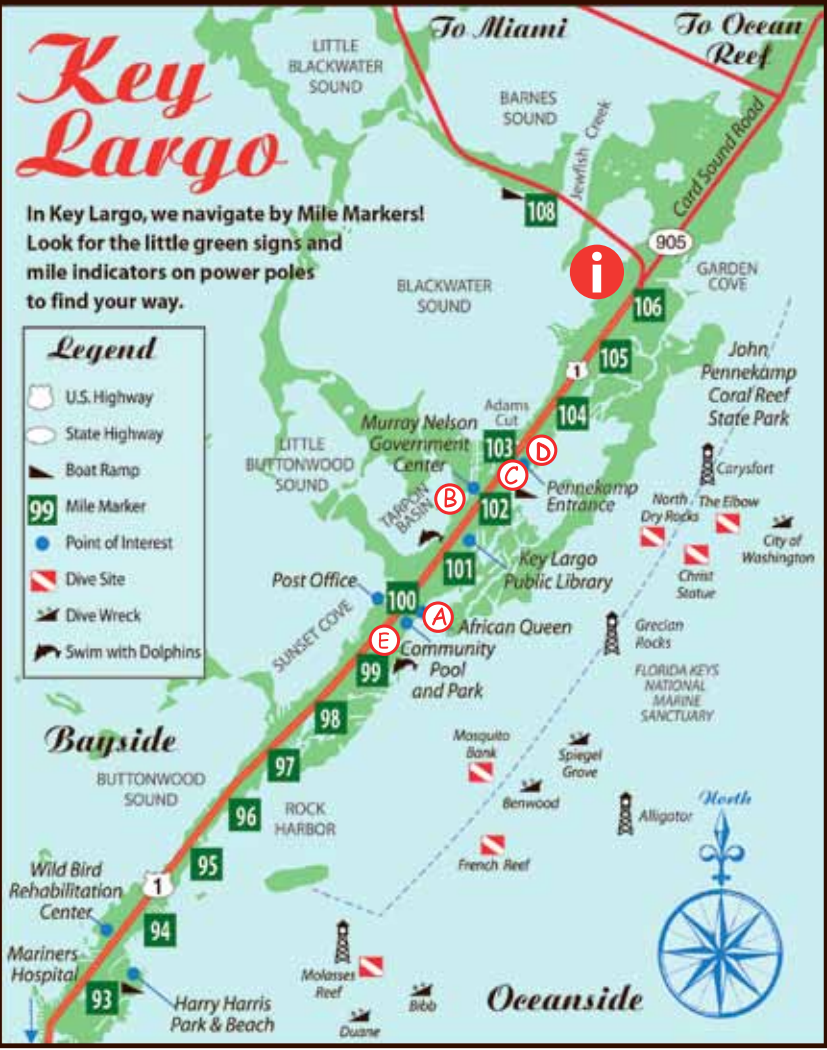 Key
Largo
To Miami
To Ocean
Reef
LITTLE
BLACKWATER
SOUND
BARNES
SOUND
Jewfish Creek
Card Sound Road
In Key Largo, we navigate by Mile Markers!
Look for the little green signs and
mile indicators on power poles
to find your way.
108
905
i
GARDEN
COVE
BLACKWATER
SOUND
106
Legend
U.S. Highway
State Highway
Boat Ramp
99 Mile Marker
Point of Interest
Dive Site
Dive Wreck
Swim with Dolphins
105
1
John
Pennekamp
Coral Reef
State Park
104
Adams
Cut
Murray Nelson
Government
Center
103
D
C
LITTLE
BUTTONWOOD
SOUND
Carysfort
B
TARPON
BASIN
102
Pennekamp
Entrance
North
Dry Rocks
The Elbow
City of
Washington
Christ
Statue
101
Key Largo
Public Library
Post Office
100
A
African Queen
SUNSET COVE
E
Community
Pool
and Park
99
Grecian
Rocks
FLORIDA KEYS
NATIONAL
MARINE
SANCTUARY
98
Bayside
97
BUTTONWOOD
SOUND
Mosquito
Bank
Spiegel
Grove
Benwood
96
ROCK
HARBOR
North
Alligator
French Reef
95
Wild Bird
Rehabilitation
Center
1
94
Mariners
Hospital
93
Harry Harris
Park & Beach
Molasses
Reef
Bibb
Duane
Oceanside